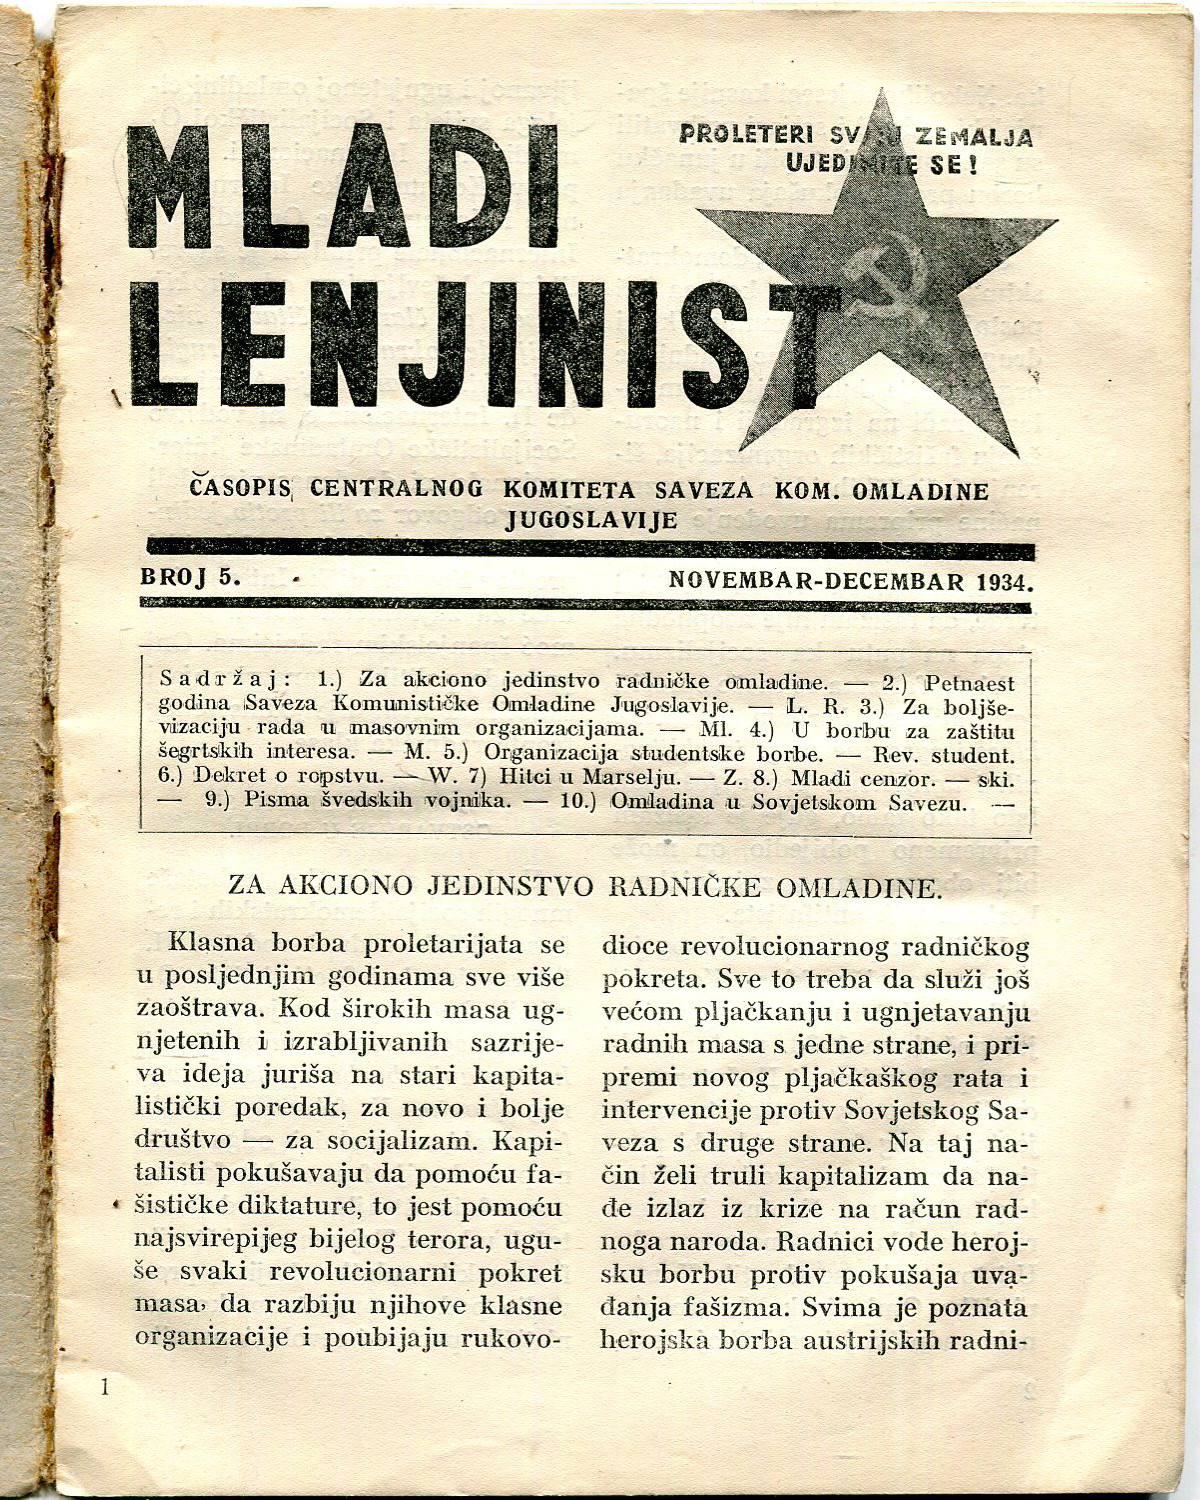 PROLETERI SVIJU ZEMALJA
UJEDINITE SE!
MLADI
LENJINIST
ČASOPIS CENTRALNOG KOMITETA SAVEZA KOM. OMLADINE
JUGOSLAVIJE
BROJ 5.
NOVEMBAR-DECEMBAR 1934.
Sadržaj: 1.) Za akciono jedinstvo radničke omladine. — 2.) Petnaest
godina Saveza Komunističke Omladine Jugoslavije. — L. R. 3.) Za boljše-
vizaciju rada u masovnim organizacijama. — Ml. 4.) U borbu za zaštitu
šegrtskih interesa. — M. 5.) Organizacija studentske borbe. — Rev. student.
6.) Dekret o ropstvu. — W. 7) Hitci u Marselju. — Z. 8.) Mladi cenzor. — ski.
— 9.) Pisma švedskih vojnika. — 10.) Omladina u Sovjetskom Savezu. —
ZA AKCIONO JEDINSTVO RADNIČKE OMLADINE.
Klasna borba proletarijata se
u posljednjim godinama sve više
zaoštrava. Kod širokih masa ug-
njetenih i izrabljivanih sazrije-
va ideja juriša na stari kapita-
listički poredak, za novo i bolje
društvo — za socijalizam. Kapi-
talisti pokušavaju da pomoću fa-
šističke diktature, to jest pomoću
najsvirepijeg bijelog terora, ugu-
še svaki revolucionarni pokret
masa, da razbiju njihove klasne
organizacije i poubijaju rukovo-
dioce revolucionarnog radničkog
pokreta. Sve to treba da služi još
većom pljačkanju i ugnjetavanju
radnih masa s jedne strane, i pri-
premi novog pljačkaškog rata i
intervencije protiv Sovjetskog Sa-
veza s druge strane. Na taj na-
čin želi truli kapitalizam da na-
đe izlaz iz krize na račun rad-
noga naroda. Radnici vode heroj-
sku borbu protiv pokušaja uva-
đanja fašizma. Svima je poznata
herojska borba austrijskih radni-
1